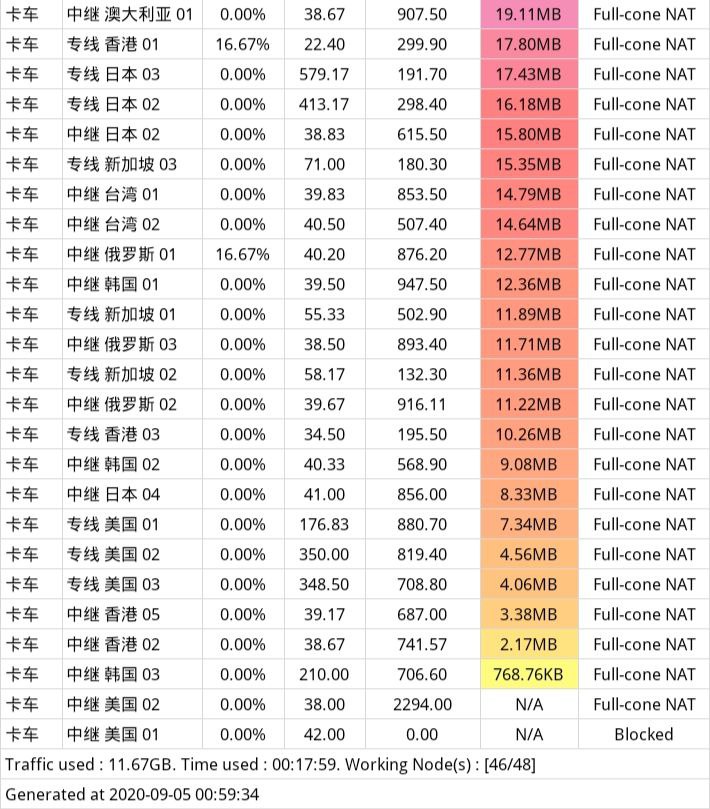 卡车 中继 澳大利亚 01 0.00% 38.67 907.50 19.11MB Full-cone NAT
卡车 专线 香港 01 16.67% 22.40 299.90 17.80MB Full-cone NAT
卡车 专线 日本 03 0.00% 579.17 191.70 17.43MB Full-cone NAT
卡车 专线 日本 02 0.00% 413.17 298.40 16.18MB Full-cone NAT
卡车 中继 日本 02 0.00% 38.83 615.50 15.80MB Full-cone NAT
卡车 专线 新加坡 03 0.00% 71.00 180.30 15.35MB Full-cone NAT
卡车 中继 台湾 01 0.00% 39.83 853.50 14.79MB Full-cone NAT
卡车 中继 台湾 02 0.00% 40.50 507.40 14.64MB Full-cone NAT
卡车 中继 俄罗斯 01 16.67% 40.20 876.20 12.77MB Full-cone NAT
卡车 中继 韩国 01 0.00% 39.50 947.50 12.36MB Full-cone NAT
卡车 专线 新加坡 01 0.00% 55.33 502.90 11.89MB Full-cone NAT
卡车 中继 俄罗斯 03 0.00% 38.50 893.40 11.71MB Full-cone NAT
卡车 专线 新加坡 02 0.00% 58.17 132.30 11.36MB Full-cone NAT
卡车 中继 俄罗斯 02 0.00% 39.67 916.11 11.22MB Full-cone NAT
卡车 专线 香港 03 0.00% 34.50 195.50 10.26MB Full-cone NAT
卡车 中继 韩国 02 0.00% 40.33 568.90 9.08MB Full-cone NAT
卡车 中继 日本 04 0.00% 41.00 856.00 8.33MB Full-cone NAT
卡车 专线 美国 01 0.00% 176.83 880.70 7.34MB Full-cone NAT
卡车 专线 美国 02 0.00% 350.00 819.40 4.56MB Full-cone NAT
卡车 专线 美国 03 0.00% 348.50 708.80 4.06MB Full-cone NAT
卡车 中继 香港 05 0.00% 39.17 687.00 3.38MB Full-cone NAT
卡车 中继 香港 02 0.00% 38.67 741.57 2.17MB Full-cone NAT
卡车 中继 韩国 03 0.00% 210.00 706.60 768.76KB Full-cone NAT
卡车 中继 美国 02 0.00% 38.00 2294.00 N/A Full-cone NAT
卡车 中继 美国 01 0.00% 42.00 0.00 N/A Blocked
Traffic used : 11.67GB. Time used : 00:17:59. Working Node(s) : [46/48]
Generated at 2020-09-05 00:59:34